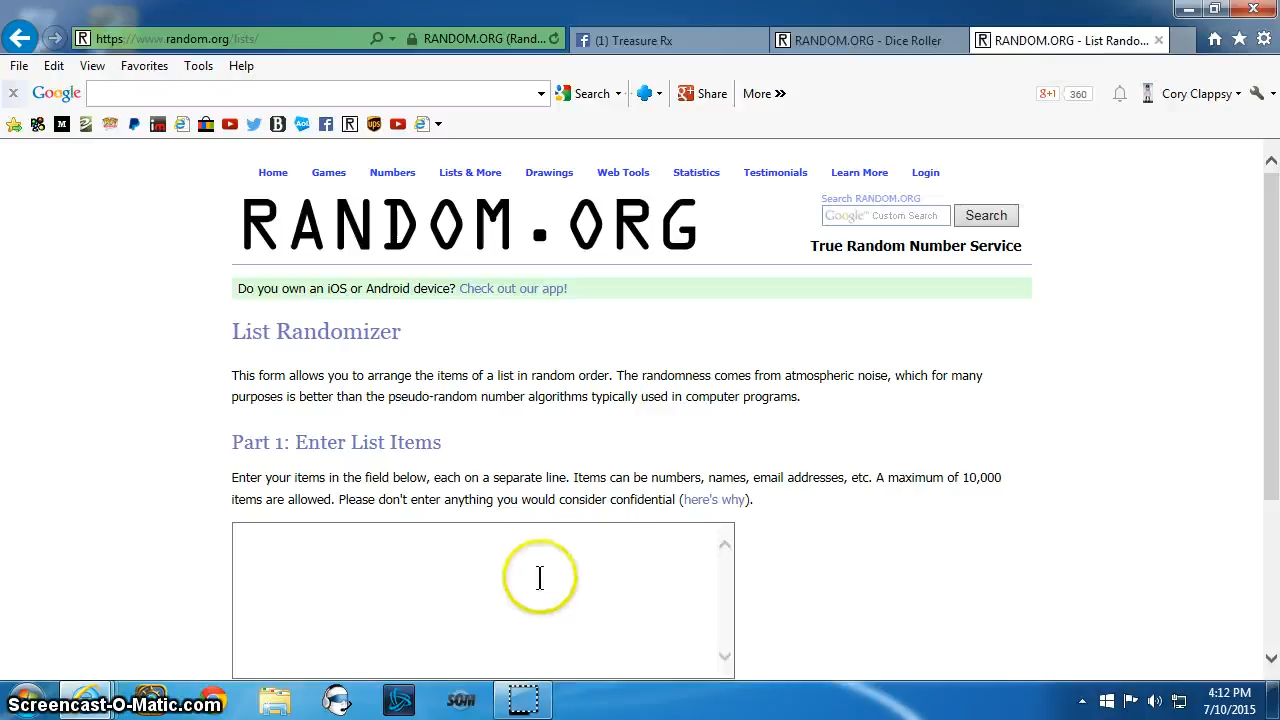 https://www.random.org/lists/
RANDOM.ORG (Rand...
(1) Treasure Rx
RANDOM.ORG - Dice Roller
RANDOM.ORG - List Rando...
File Edit View Favorites Tools Help
Google
Search
Share
More
360
Cory Clappsy
Home Games Numbers Lists & More Drawings Web Tools Statistics Testimonials Learn More Login
RANDOM.ORG
Search RANDOM.ORG
Google™ Custom Search
Search
True Random Number Service
Do you own an iOS or Android device? Check out our app!
List Randomizer
This form allows you to arrange the items of a list in random order. The randomness comes from atmospheric noise, which for many
purposes is better than the pseudo-random number algorithms typically used in computer programs.
Part 1: Enter List Items
Enter your items in the field below, each on a separate line. Items can be numbers, names, email addresses, etc. A maximum of 10,000
items are allowed. Please don't enter anything you would consider confidential (here's why).
Screencast-O-Matic.com
4:12 PM
7/10/2015